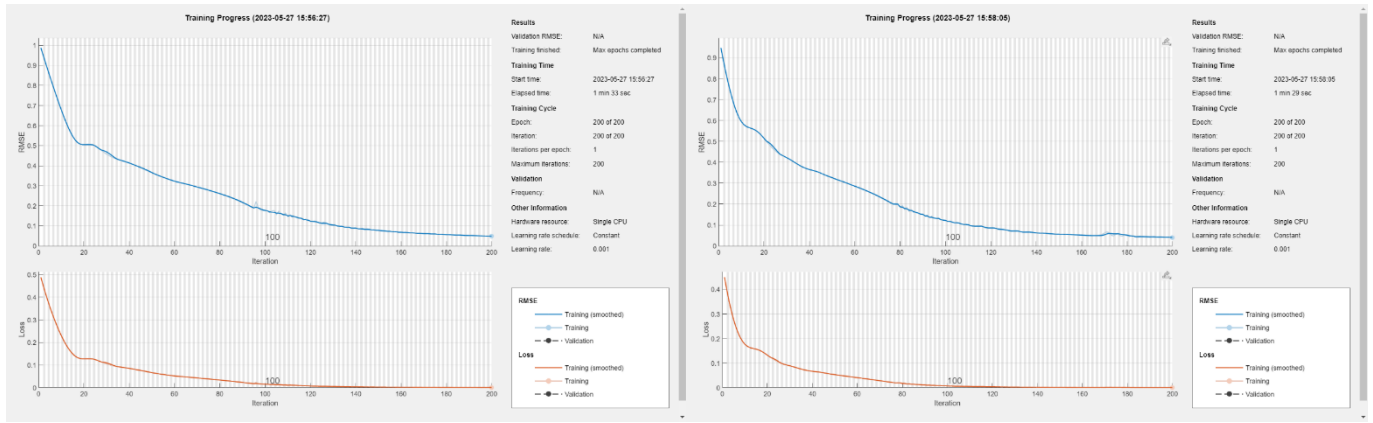 Training Progress (2023-05-27 15:56:27)
1
0.9
0.8
0.7
0.6
0.5
0.4
0.3
0.2
0.1
0
RMSE
100
20 40 60 80 100 120 140 160 180 200
Iteration
0.5
0.4
0.3
0.2
0.1
0
Loss
100
0 20 40 60 80 100 120 140 160 180 200
Iteration
Results
Validation RMSE: N/A
Training finished: Max epochs completed
Training Time
Start time: 2023-05-27 15:56:27
Elapsed time: 1 min 33 sec
Training Cycle
Epoch: 200 of 200
Iteration: 200 of 200
Iterations per epoch: 1
Maximum iterations: 200
Validation
Frequency: N/A
Other Information
Hardware resource: Single CPU
Learning rate schedule: Constant
Learning rate: 0.001
RMSE
Training (smoothed)
Training
Validation
Loss
Training (smoothed)
Training
Validation
Training Progress (2023-05-27 15:58:05)
0.9
0.8
0.7
0.6
0.5
0.4
0.3
0.2
0.1
0
RMSE
100
0 20 40 60 80 100 120 140 160 180 200
Iteration
0.4
0.3
0.2
0.1
0
Loss
100
0 20 40 60 80 100 120 140 160 180 200
Iteration
Results
Validation RMSE: N/A
Training finished: Max epochs completed
Training Time
Start time: 2023-05-27 15:58:05
Elapsed time: 1 min 29 sec
Training Cycle
Epoch: 200 of 200
Iteration: 200 of 200
Iterations per epoch: 1
Maximum iterations: 200
Validation
Frequency: N/A
Other Information
Hardware resource: Single CPU
Learning rate schedule: Constant
Learning rate: 0.001
RMSE
Training (smoothed)
Training
Validation
Loss
Training (smoothed)
Training
Validation